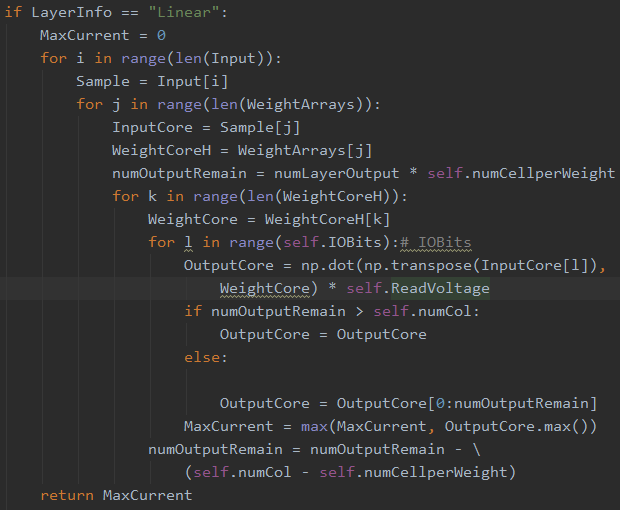 if LayerInfo == "Linear":
    MaxCurrent = 0
    for i in range(len(Input)):
        Sample = Input[i]
        for j in range(len(WeightArrays)):
            InputCore = Sample[j]
            WeightCoreH = WeightArrays[j]
            numOutputRemain = numLayerOutput * self.numCellperWeight
            for k in range(len(WeightCoreH)):
                WeightCore = WeightCoreH[k]
                for l in range(self.IOBits):# IOBits
                    OutputCore = np.dot(np.transpose(InputCore[l]),
                        WeightCore) * self.ReadVoltage
                    if numOutputRemain > self.numCol:
                        OutputCore = OutputCore
                    else:
                        OutputCore = OutputCore[0:numOutputRemain]
                    MaxCurrent = max(MaxCurrent, OutputCore.max())
                numOutputRemain = numOutputRemain - \
                    (self.numCol - self.numCellperWeight)
    return MaxCurrent